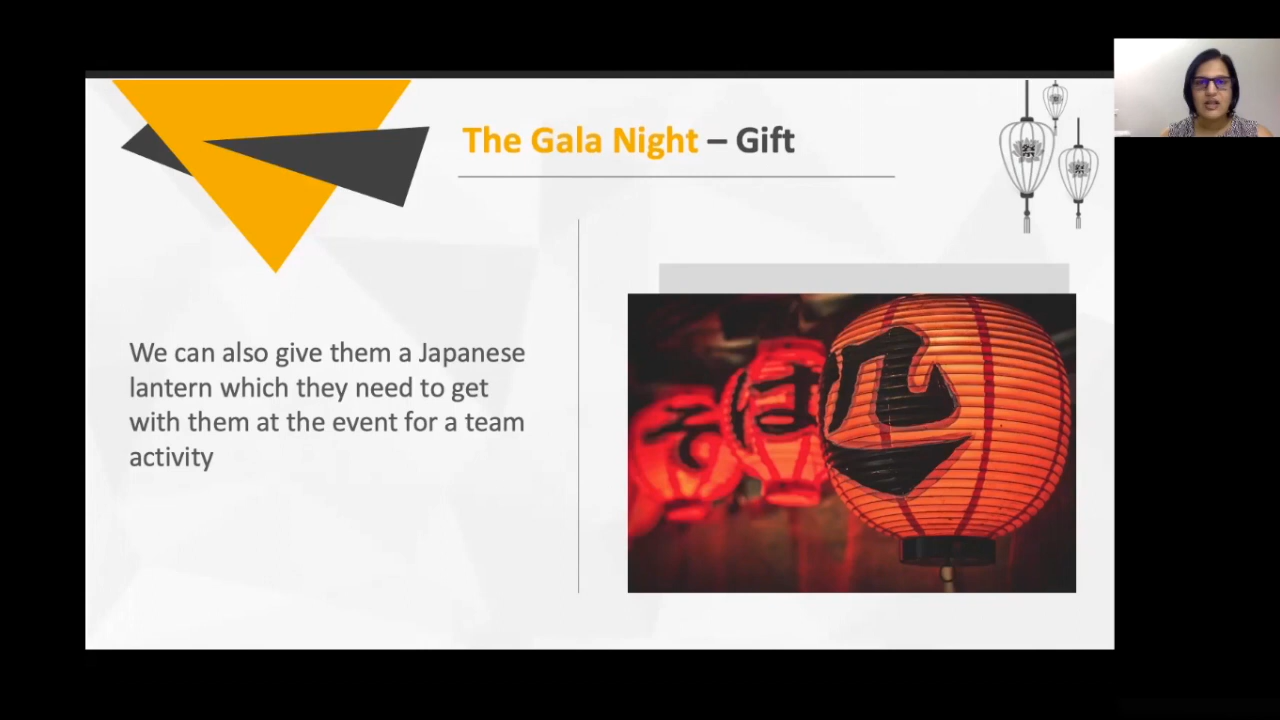 The Gala Night – Gift
We can also give them a Japanese
lantern which they need to get
with them at the event for a team
activity